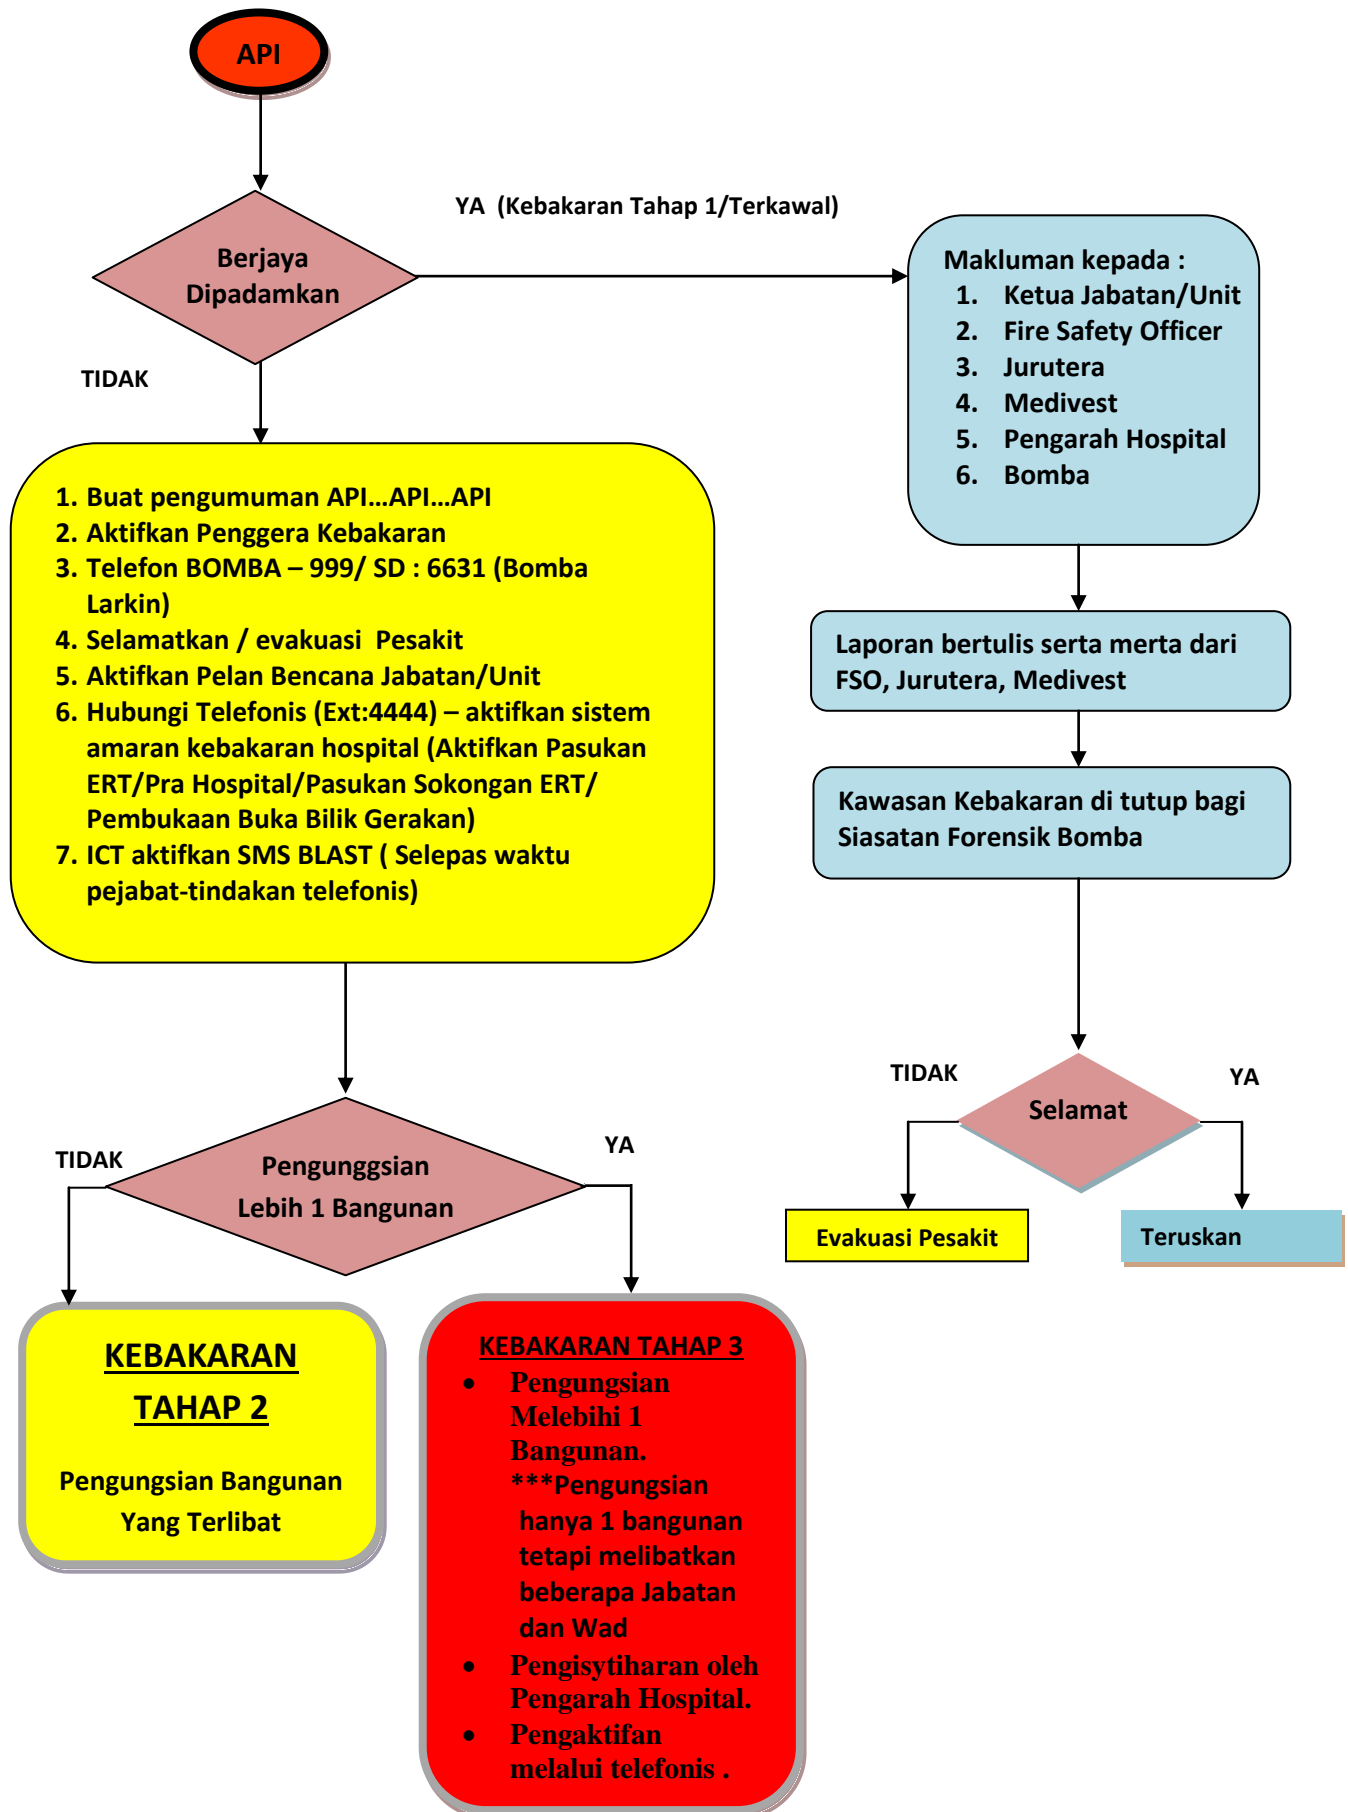 API
Berjaya
Dipadamkan
YA (Kebakaran Tahap 1/Terkawal)
TIDAK
Makluman kepada :
1. Ketua Jabatan/Unit
2. Fire Safety Officer
3. Jurutera
4. Medivest
5. Pengarah Hospital
6. Bomba
1. Buat pengumuman API...API...API
2. Aktifkan Penggera Kebakaran
3. Telefon BOMBA – 999/ SD : 6631 (Bomba
Larkin)
4. Selamatkan / evakuasi Pesakit
5. Aktifkan Pelan Bencana Jabatan/Unit
6. Hubungi Telefonis (Ext:4444) – aktifkan sistem
amaran kebakaran hospital (Aktifkan Pasukan
ERT/Pra Hospital/Pasukan Sokongan ERT/
Pembukaan Buka Bilik Gerakan)
7. ICT aktifkan SMS BLAST ( Selepas waktu
pejabat-tindakan telefonis)
Laporan bertulis serta merta dari
FSO, Jurutera, Medivest
Kawasan Kebakaran di tutup bagi
Siasatan Forensik Bomba
TIDAK
YA
Selamat
Evakuasi Pesakit
Teruskan
TIDAK
YA
Pengunggsian
Lebih 1 Bangunan
KEBAKARAN
TAHAP 2
Pengungsian Bangunan
Yang Terlibat
KEBAKARAN TAHAP 3
• Pengungsian
Melebihi 1
Bangunan.
***Pengungsian
hanya 1 bangunan
tetapi melibatkan
beberapa Jabatan
dan Wad
• Pengisytiharan oleh
Pengarah Hospital.
• Pengaktifan
melalui telefonis .